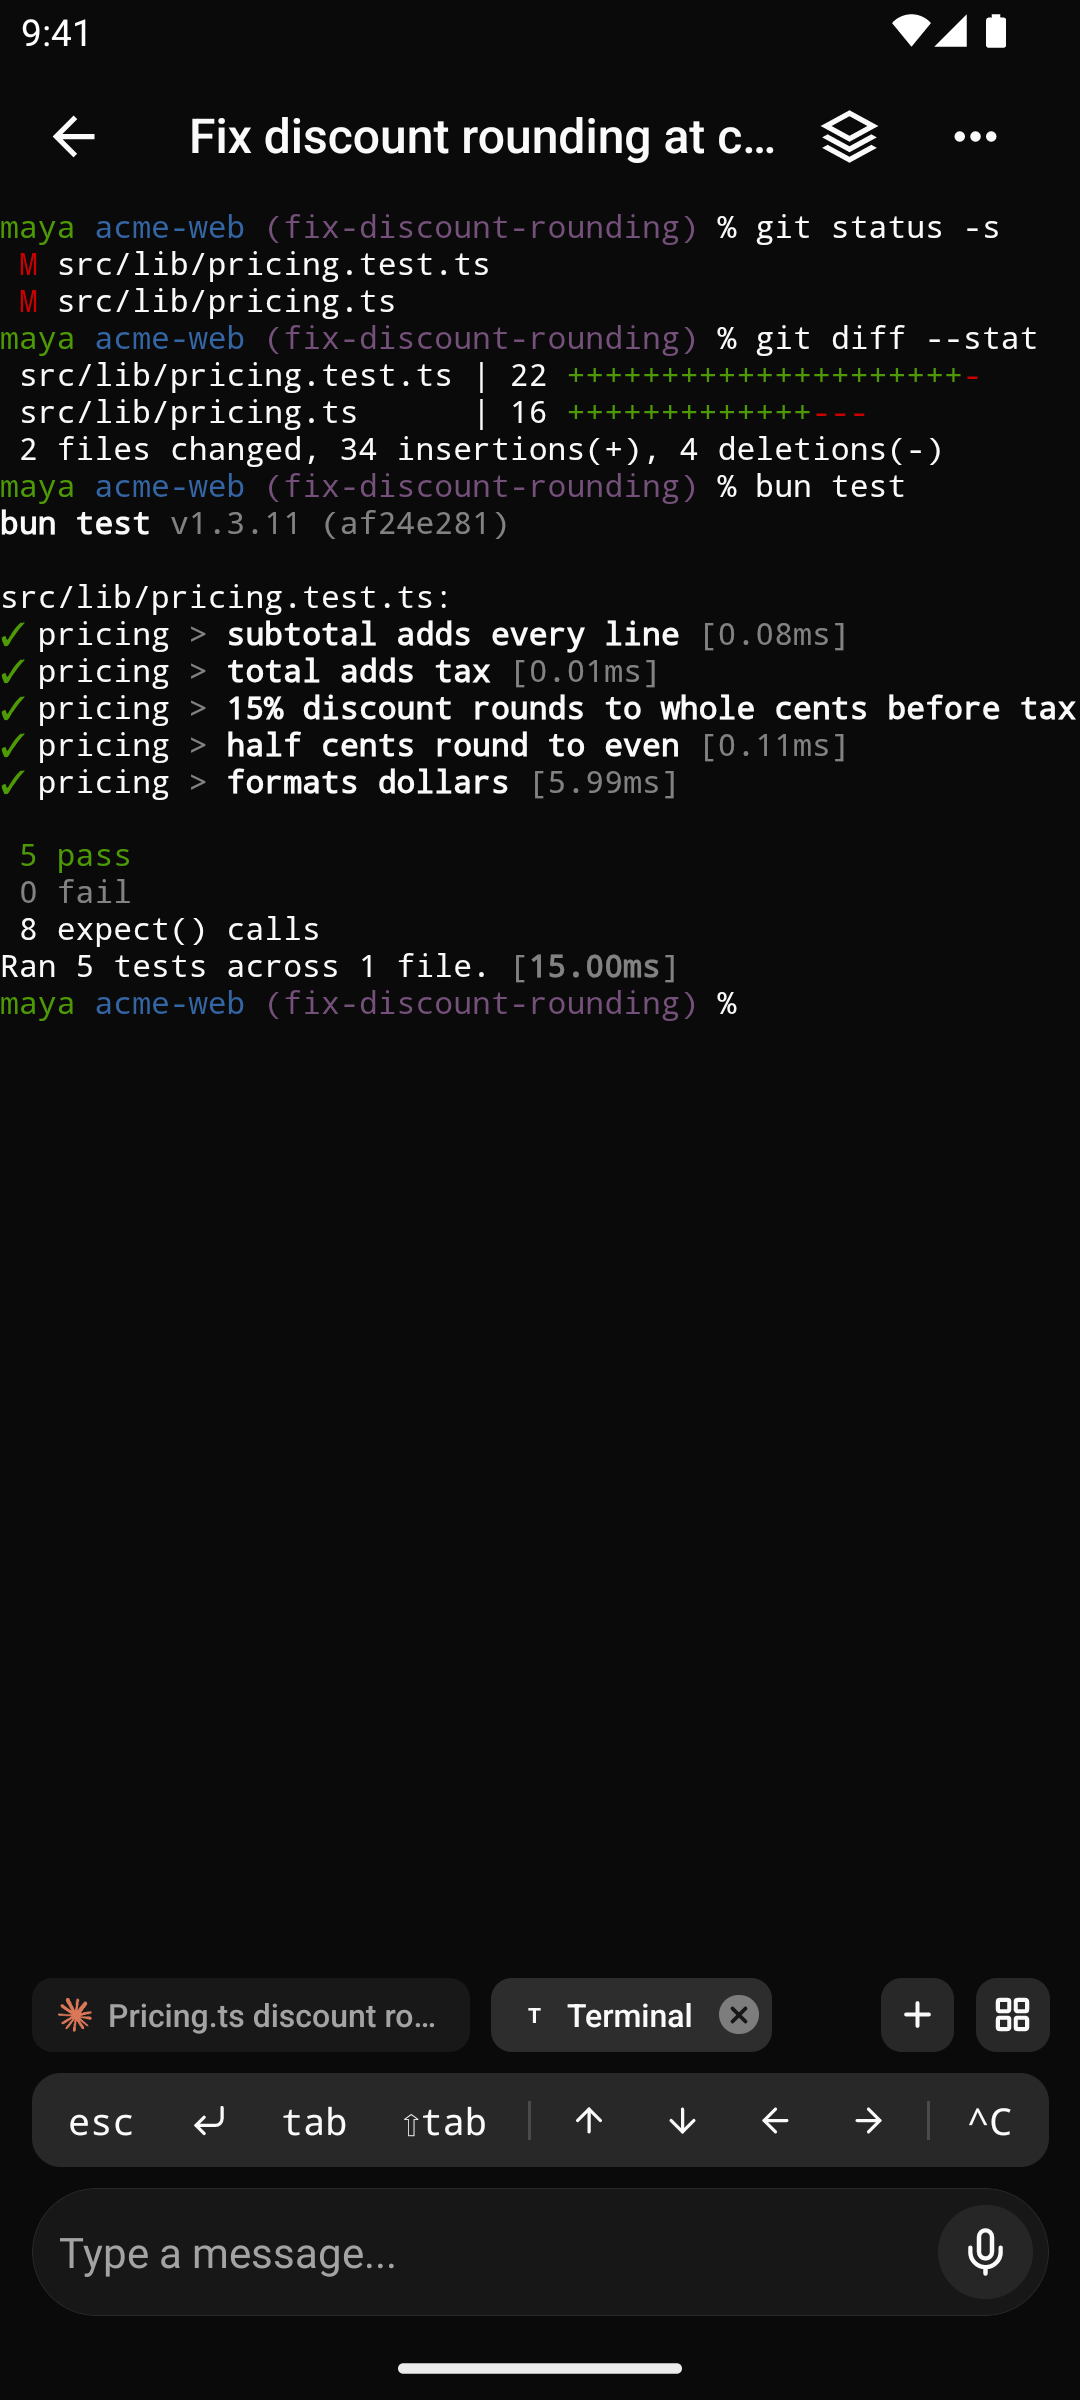 9:41
Fix discount rounding at c...
maya acme-web (fix-discount-rounding) % git status -s
M src/lib/pricing.test.ts
M src/lib/pricing.ts
maya acme-web (fix-discount-rounding) % git diff --stat
src/lib/pricing.test.ts | 22 +++++++++++++++++++++-
src/lib/pricing.ts | 16 +++++++++++++---
2 files changed, 34 insertions(+), 4 deletions(-)
maya acme-web (fix-discount-rounding) % bun test
bun test v1.3.11 (af24e281)
src/lib/pricing.test.ts:
✓ pricing > subtotal adds every line [0.08ms]
✓ pricing > total adds tax [0.01ms]
✓ pricing > 15% discount rounds to whole cents before tax
✓ pricing > half cents round to even [0.11ms]
✓ pricing > formats dollars [5.99ms]
5 pass
0 fail
8 expect() calls
Ran 5 tests across 1 file. [15.00ms]
maya acme-web (fix-discount-rounding) %
Pricing.ts discount ro...
T Terminal
esc ↵ tab ⇧tab ↑ ↓ ← → ^C
Type a message...